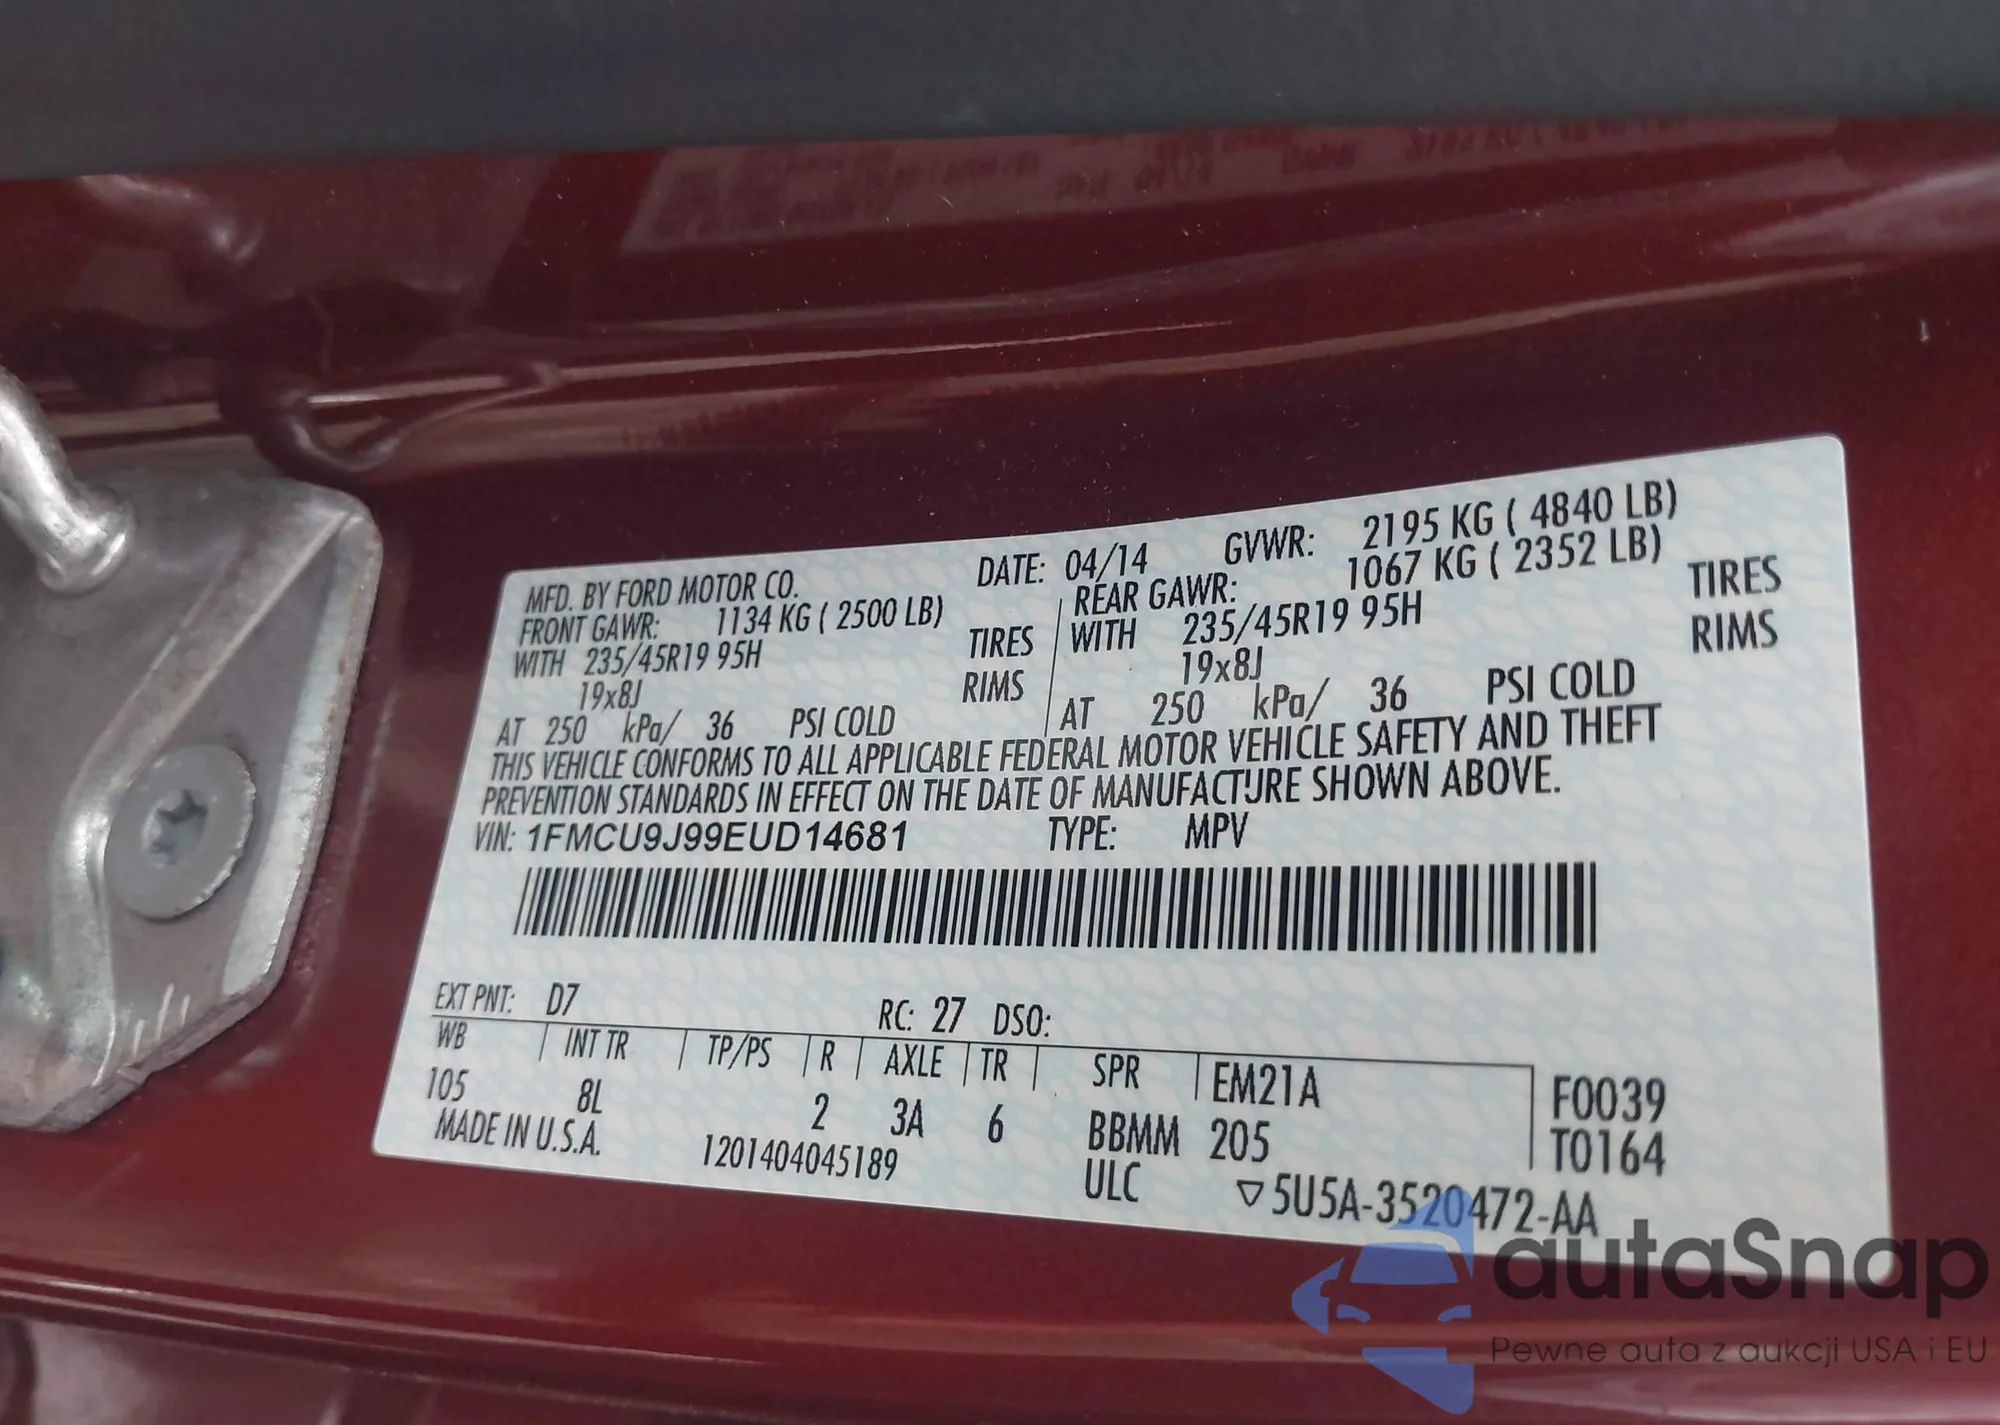 MFD. BY FORD MOTOR CO. DATE: 04/14 GVWR: 2195 KG ( 4840 LB)
FRONT GAWR: 1134 KG ( 2500 LB) REAR GAWR: 1067 KG ( 2352 LB)
WITH 235/45R19 95H TIRES WITH 235/45R19 95H TIRES
19x8J RIMS 19x8J RIMS
AT 250 kPa/ 36 PSI COLD AT 250 kPa/ 36 PSI COLD
THIS VEHICLE CONFORMS TO ALL APPLICABLE FEDERAL MOTOR VEHICLE SAFETY AND THEFT
PREVENTION STANDARDS IN EFFECT ON THE DATE OF MANUFACTURE SHOWN ABOVE.
VIN: 1FMCU9J99EUD14681 TYPE: MPV
EXT PNT: D7 RC: 27 DSO:
WB INT TR TP/PS R AXLE TR SPR EM21A F0039
105 8L 2 3A 6 BBMM 205 T0164
MADE IN U.S.A. 1201404045189 ULC ▽5U5A-3520472-AA
autaSnap
Pewne auta z aukcji USA i EU